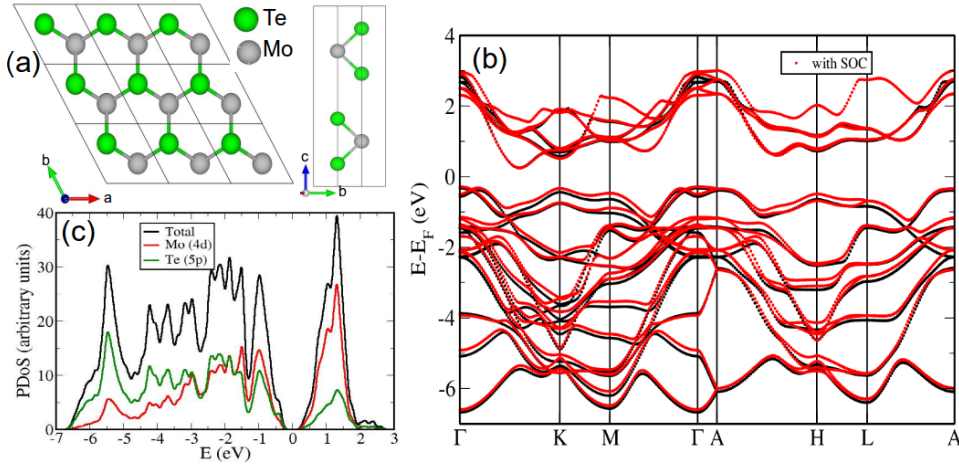 Te
Mo
(a)
b
a
c
b
(b)
with SOC
E-E_F (eV)
2
0
-2
-4
-6
Γ K M Γ A H L A
(c)
Total
Mo (4d)
Te (5p)
PDoS (arbitrary units)
40
30
20
10
0
-7 -6 -5 -4 -3 -2 -1 0 1 2 3
E (eV)